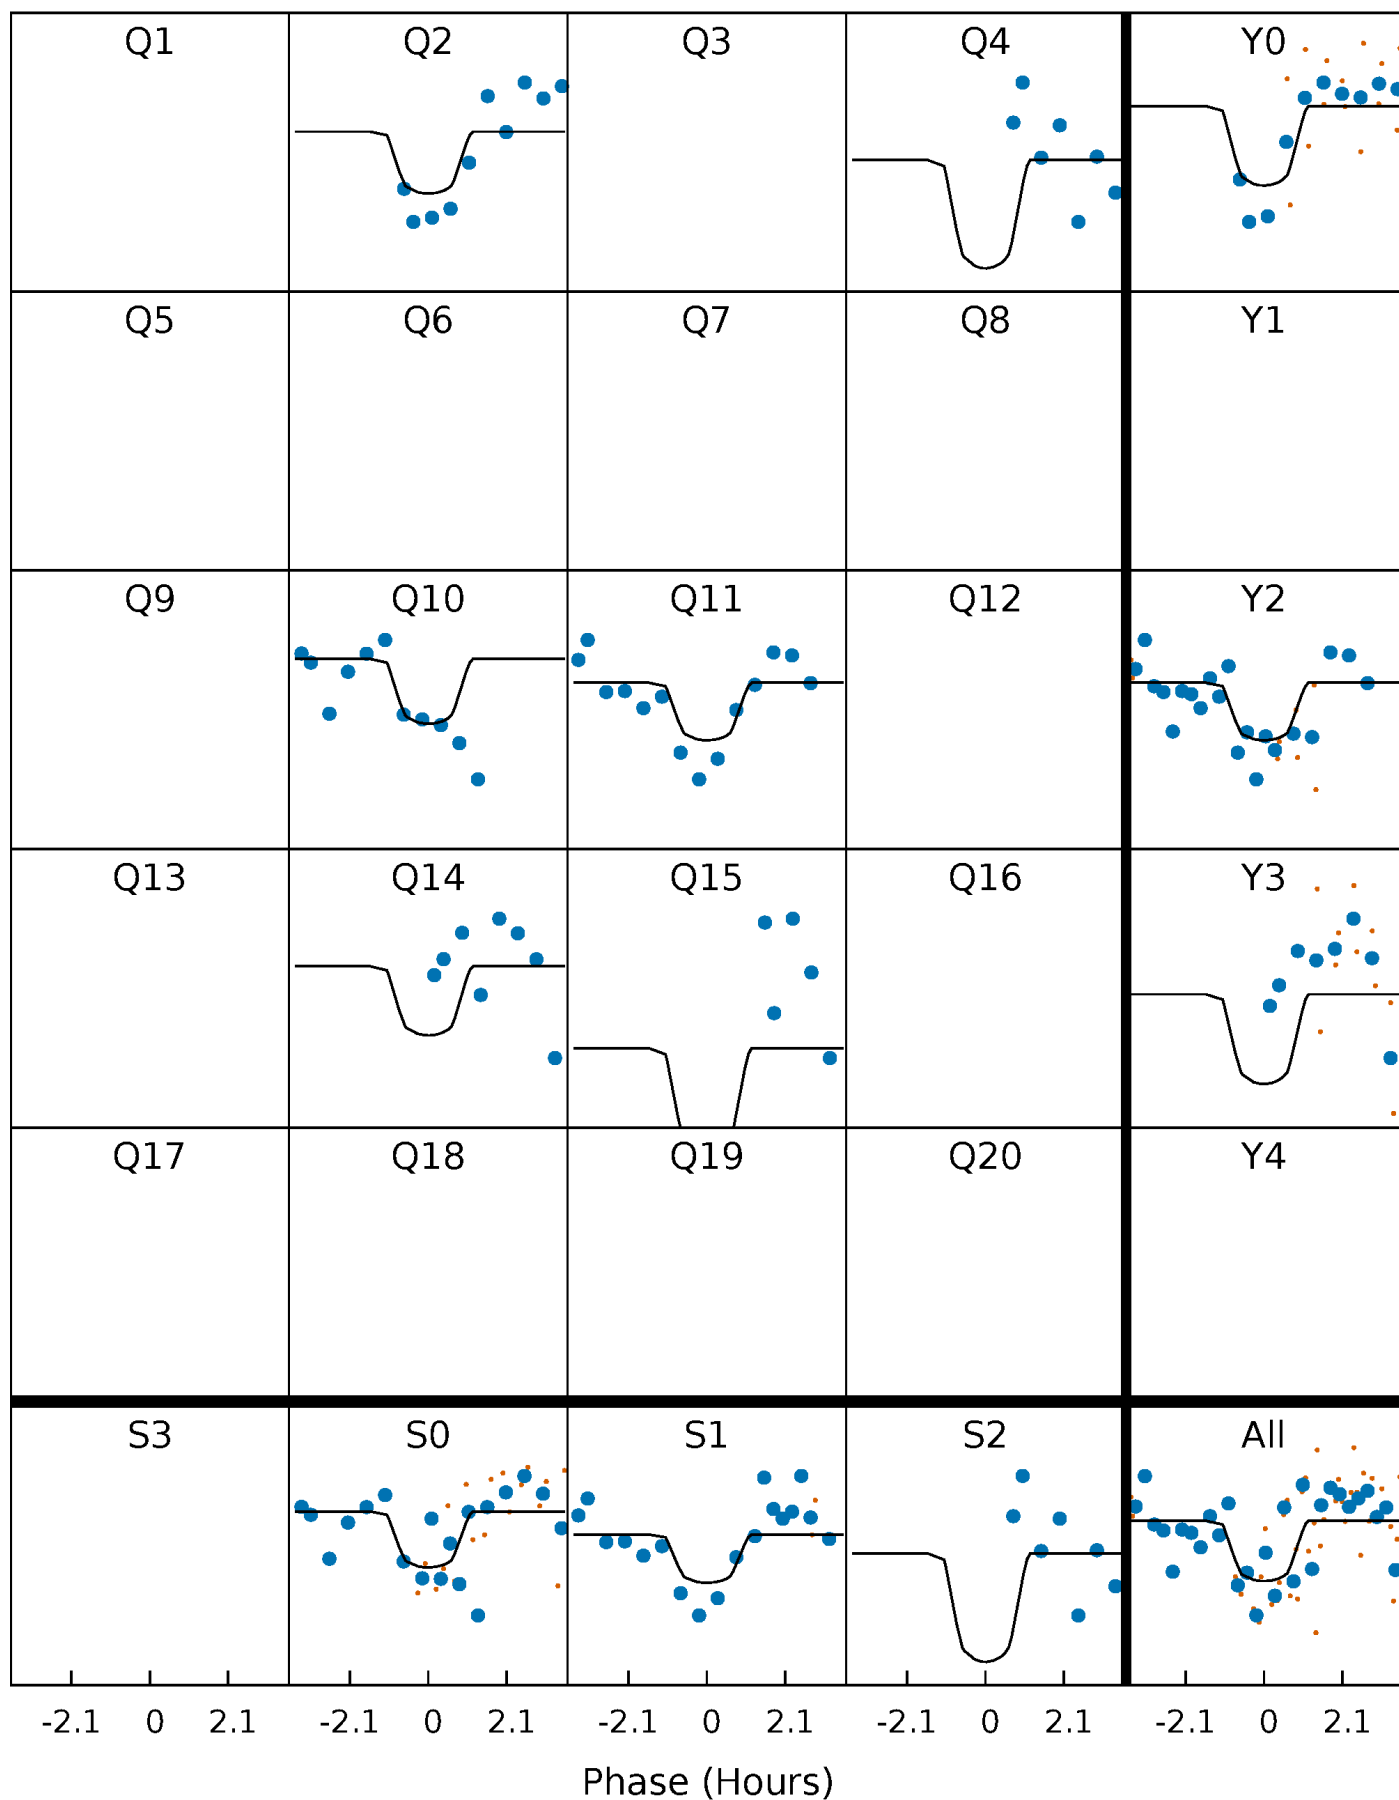 Q1 Q2 Q3 Q4 Y0
Q5 Q6 Q7 Q8 Y1
Q9 Q10 Q11 Q12 Y2
Q13 Q14 Q15 Q16 Y3
Q17 Q18 Q19 Q20 Y4
S3 S0 S1 S2 All
-2.1 0 2.1 -2.1 0 2.1 -2.1 0 2.1 -2.1 0 2.1 -2.1 0 2.1
Phase (Hours)